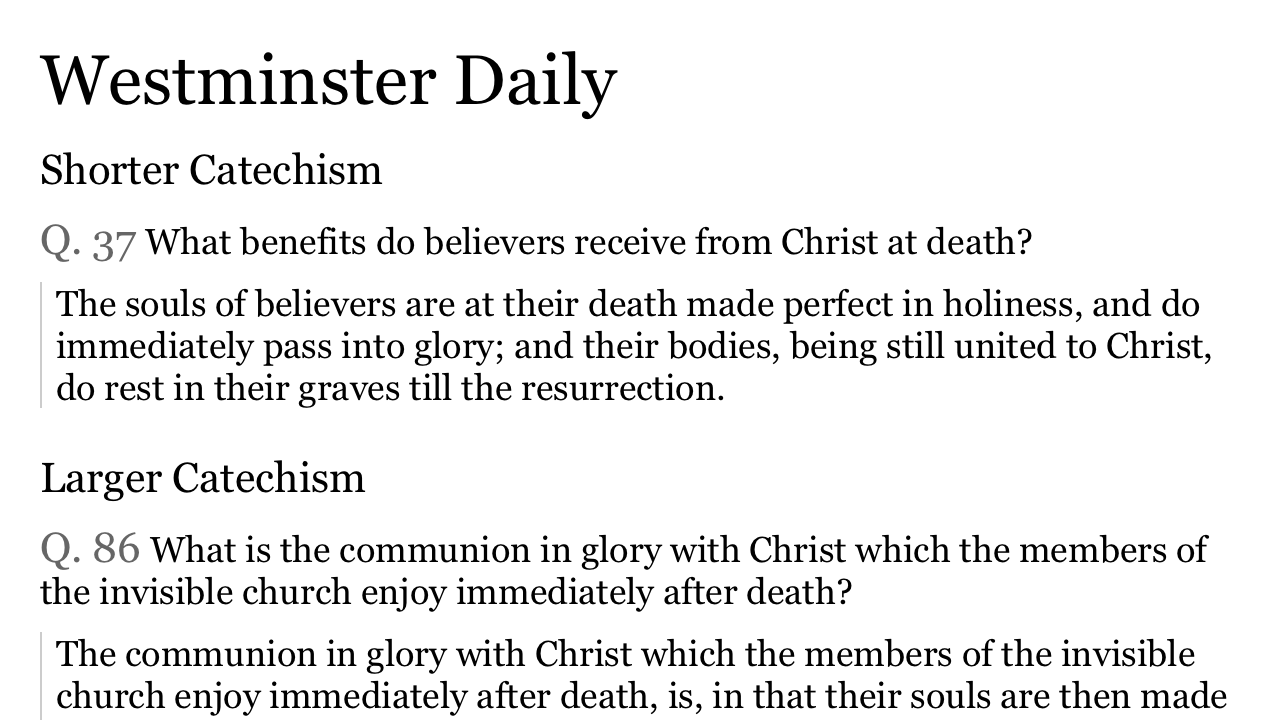 Westminster Daily
Shorter Catechism
Q. 37 What benefits do believers receive from Christ at death?
The souls of believers are at their death made perfect in holiness, and do
immediately pass into glory; and their bodies, being still united to Christ,
do rest in their graves till the resurrection.
Larger Catechism
Q. 86 What is the communion in glory with Christ which the members of
the invisible church enjoy immediately after death?
The communion in glory with Christ which the members of the invisible
church enjoy immediately after death, is, in that their souls are then made